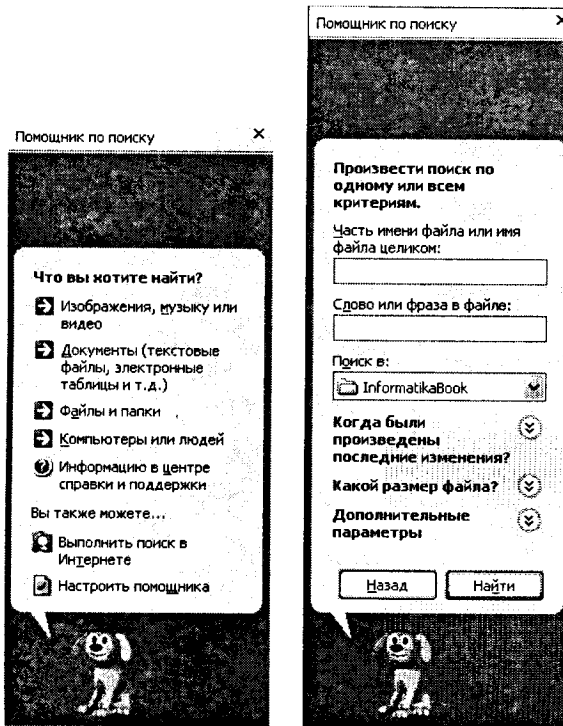 Помощник по поиску
Что вы хотите найти?
Изображения, музыку или
видео
Документы (текстовые
файлы, электронные
таблицы и т.д.)
Файлы и папки
Компьютеры или людей
Информацию в центре
справки и поддержки
Вы также можете...
Выполнить поиск в
Интернете
Настроить помощника
Помощник по поиску
Произвести поиск по
одному или всем
критериям.
Часть имени файла или имя
файла целиком:
Слово или фраза в файле:
Поиск в:
InformatikaBook
Когда были
произведены
последние изменения?
Какой размер файла?
Дополнительные
параметры
Назад
Найти